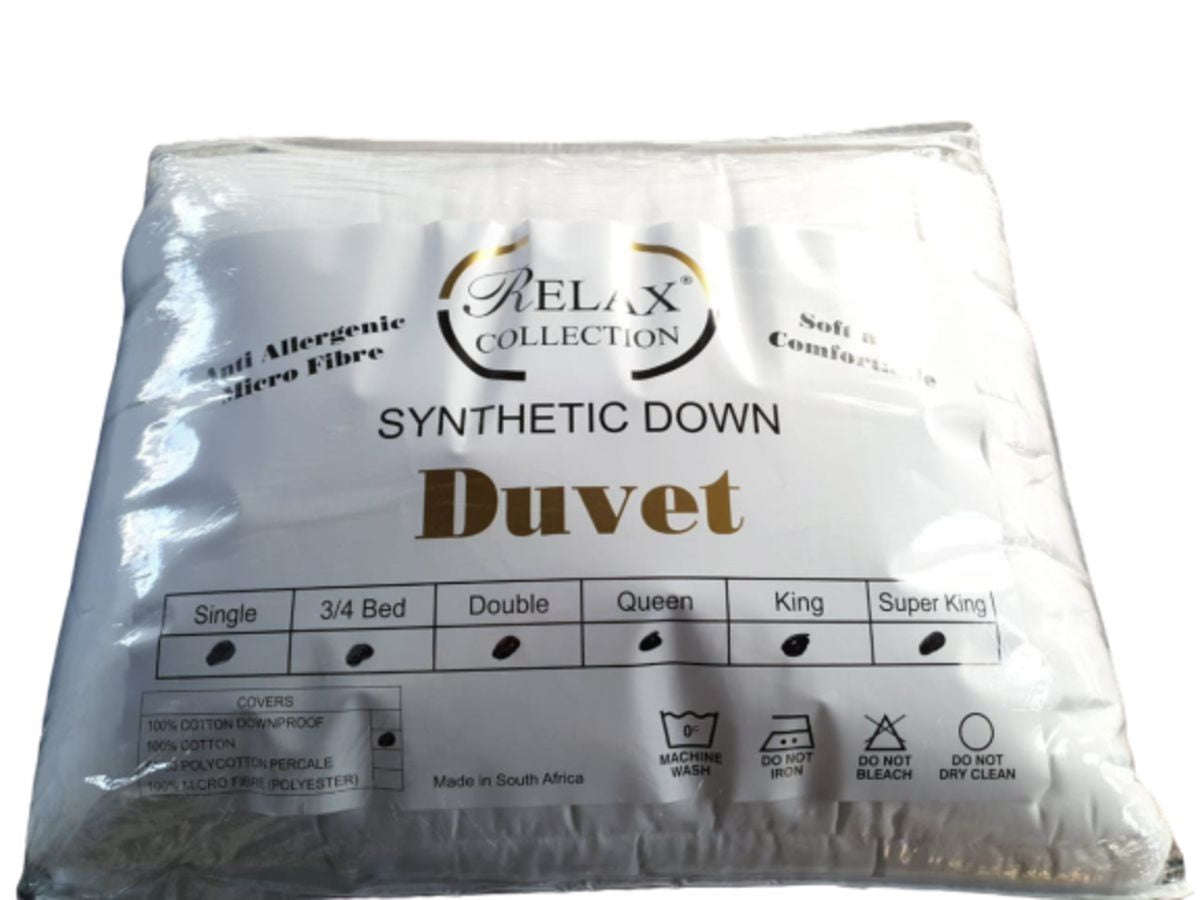 RELAX®
COLLECTION
Anti Allergenic
Micro Fibre
Soft n
SYNTHETIC DOWN
Duvet
Single 3/4 Bed Double Queen King Super King
COVERS
100% COTTON DOWNPROOF
100% COTTON
POLYCOTTON PERCALE
100% MICRO FIBRE (POLYESTER)
Made in South Africa
MACHINE
WASH
DO NOT
IRON
DO NOT
BLEACH
DO NOT
DRY CLEAN